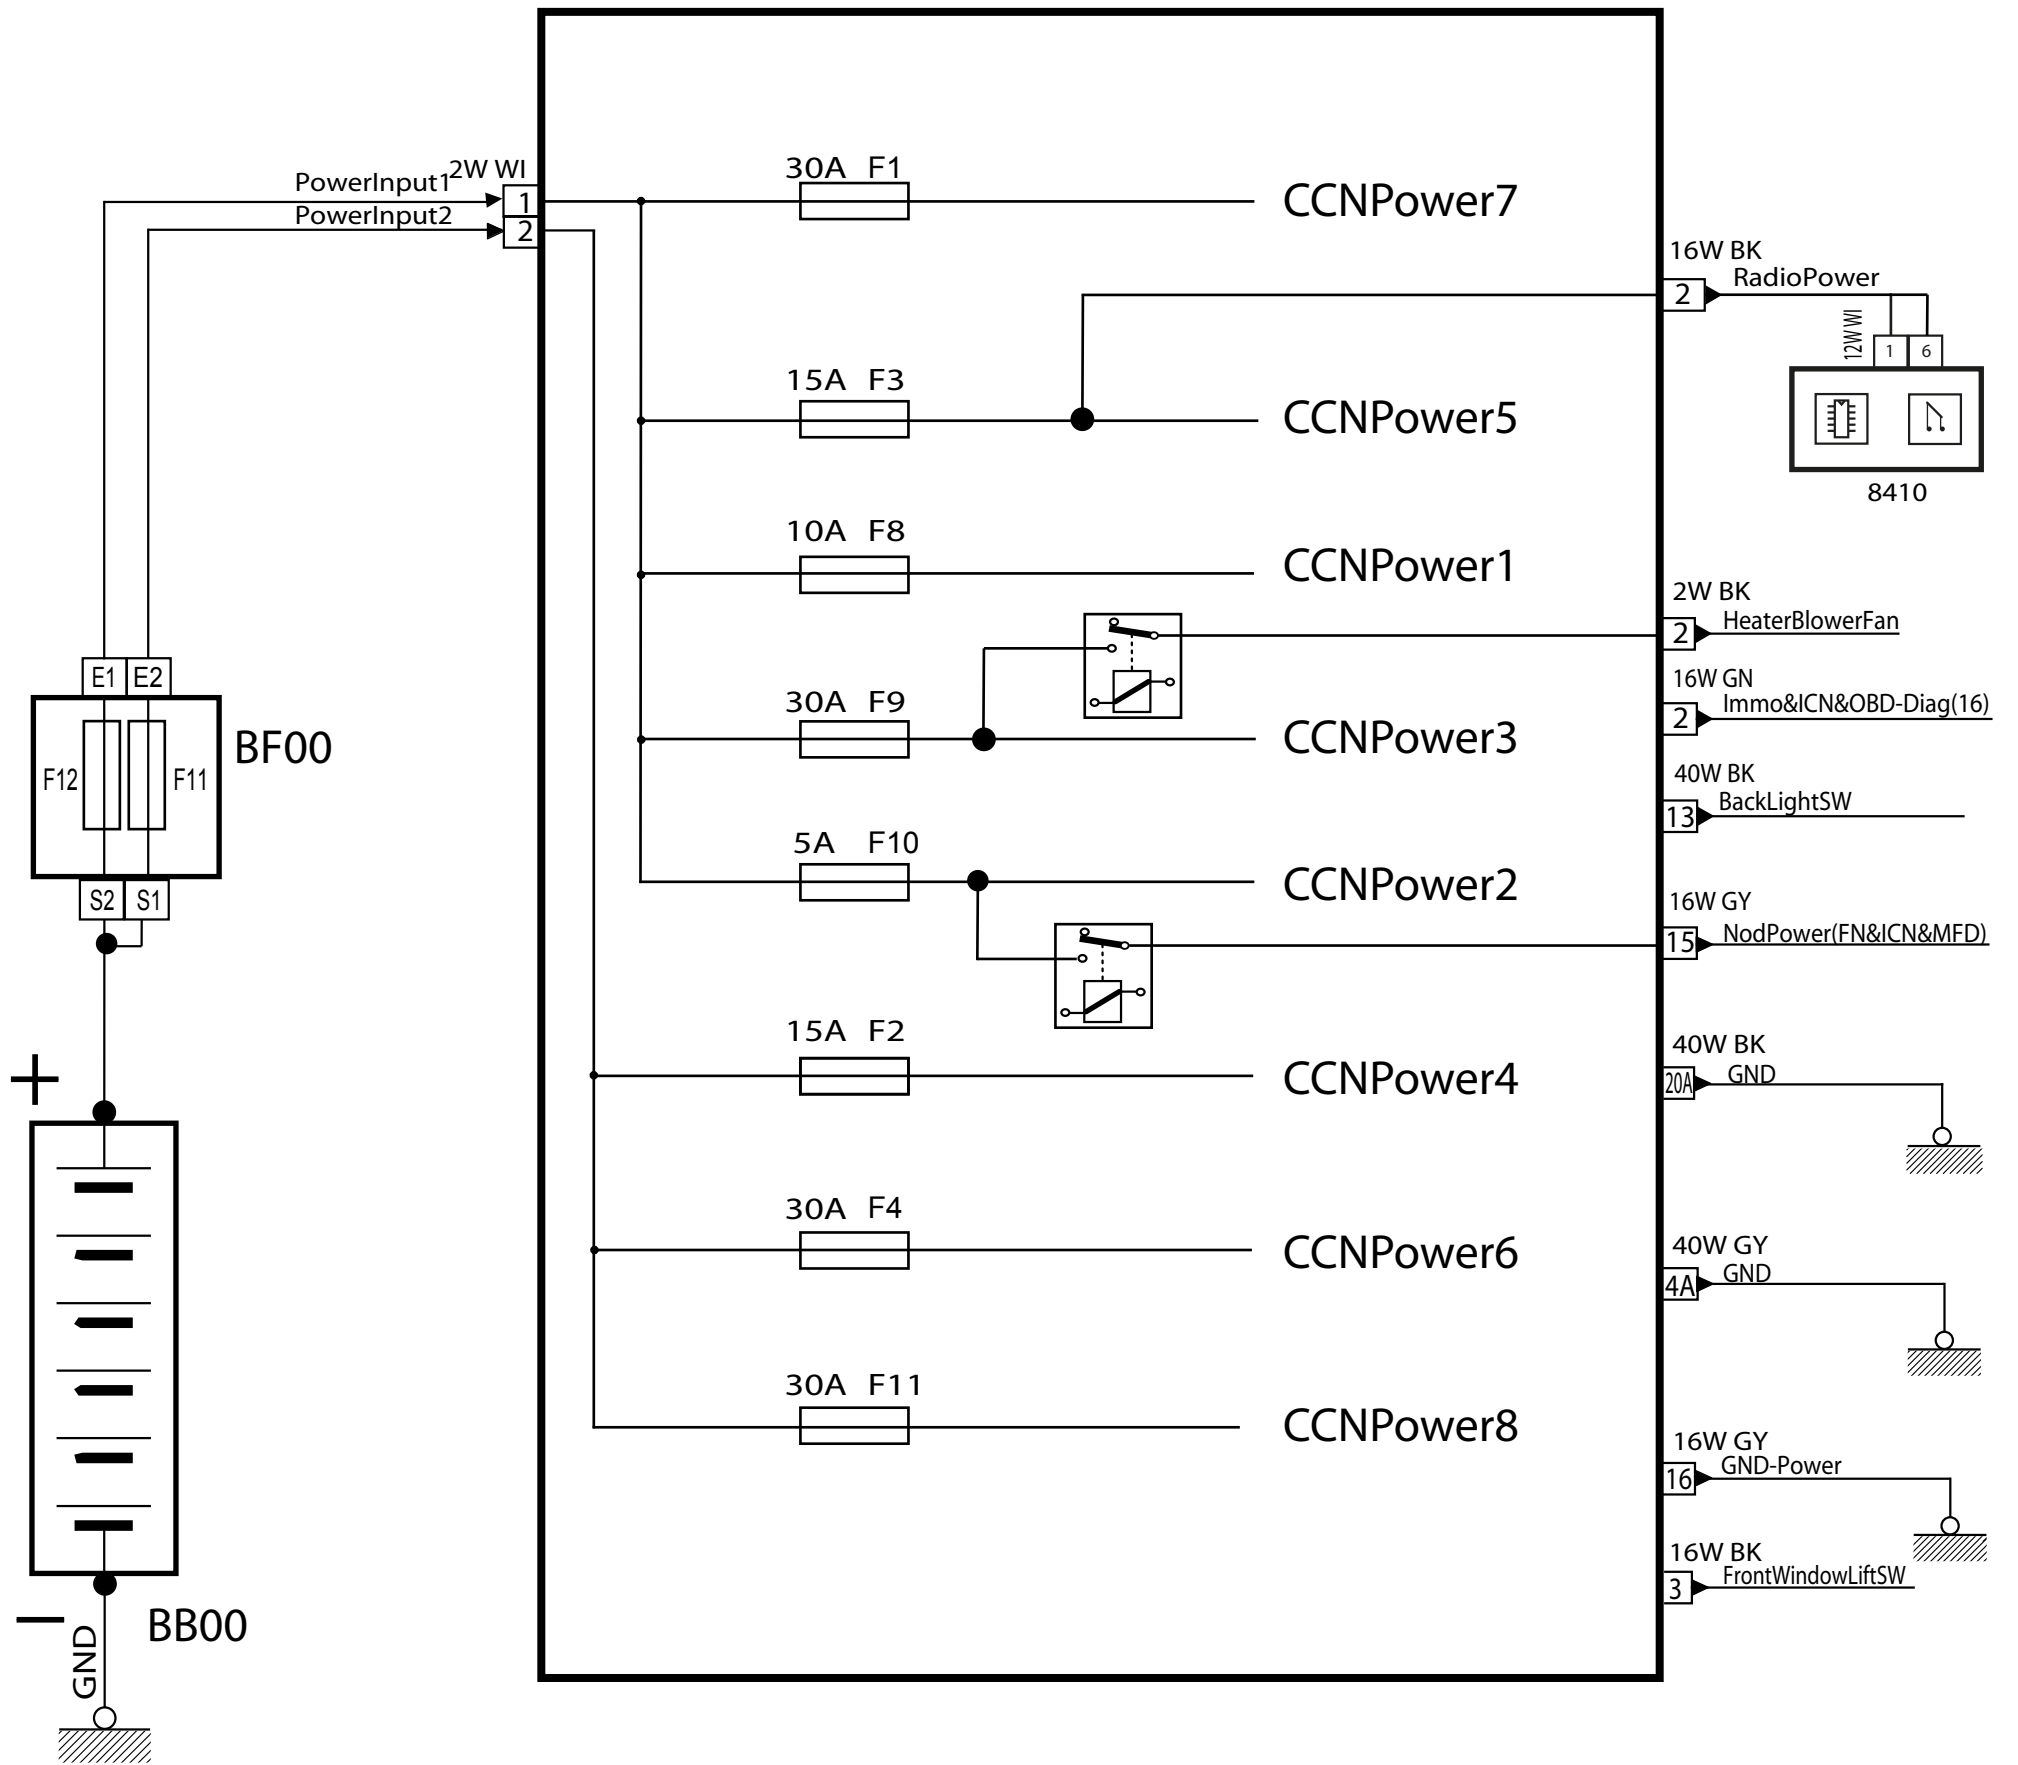 2W WI
PowerInput1
1
PowerInput2
2
30A F1
CCNPower7
16W BK
RadioPower
2
12W WI
1
6
8410
15A F3
CCNPower5
10A F8
CCNPower1
2W BK
HeaterBlowerFan
2
16W GN
Immo&ICN&OBD-Diag(16)
2
30A F9
CCNPower3
E1
E2
BF00
F12
F11
S2
S1
40W BK
BackLightSW
13
5A F10
CCNPower2
16W GY
NodPower(FN&ICN&MFD)
15
15A F2
CCNPower4
40W BK
GND
20A
+
30A F4
CCNPower6
40W GY
GND
4A
30A F11
CCNPower8
16W GY
GND-Power
16
16W BK
FrontWindowLiftSW
3
–
BB00
GND